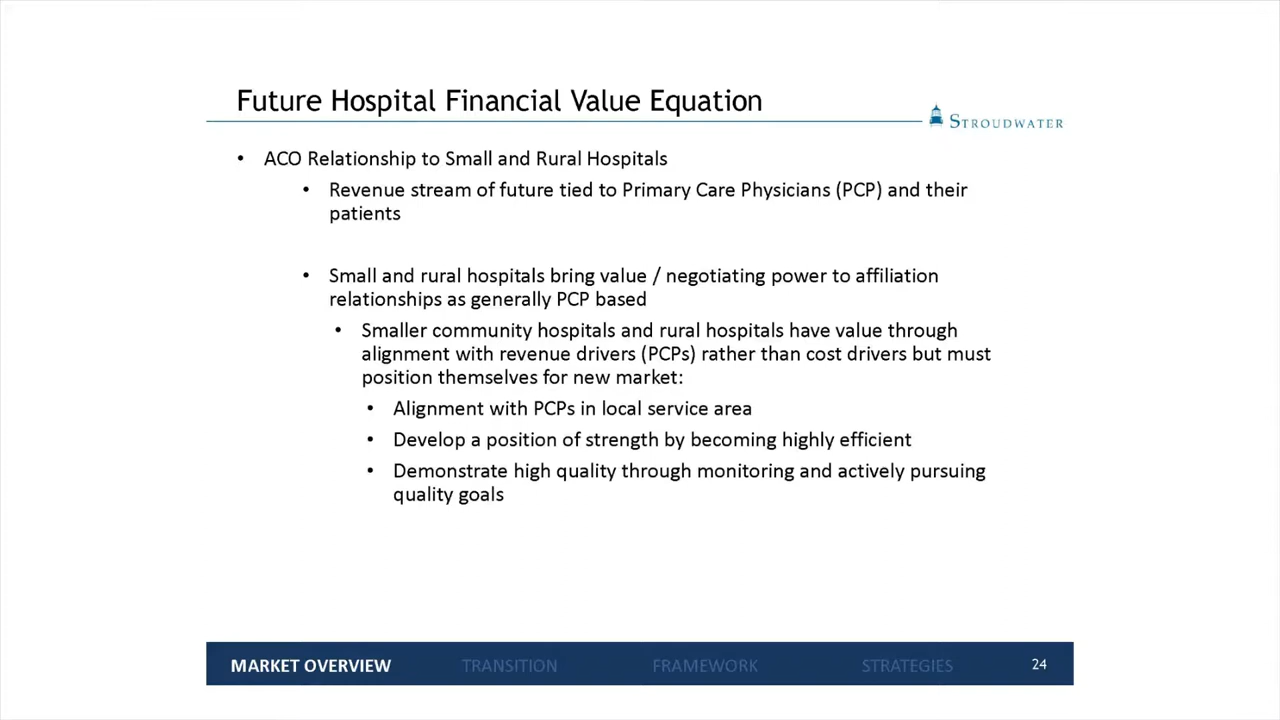 Future Hospital Financial Value Equation
STROUDWATER
• ACO Relationship to Small and Rural Hospitals
• Revenue stream of future tied to Primary Care Physicians (PCP) and their
patients
• Small and rural hospitals bring value / negotiating power to affiliation
relationships as generally PCP based
• Smaller community hospitals and rural hospitals have value through
alignment with revenue drivers (PCPs) rather than cost drivers but must
position themselves for new market:
• Alignment with PCPs in local service area
• Develop a position of strength by becoming highly efficient
• Demonstrate high quality through monitoring and actively pursuing
quality goals
MARKET OVERVIEW TRANSITION FRAMEWORK STRATEGIES 24